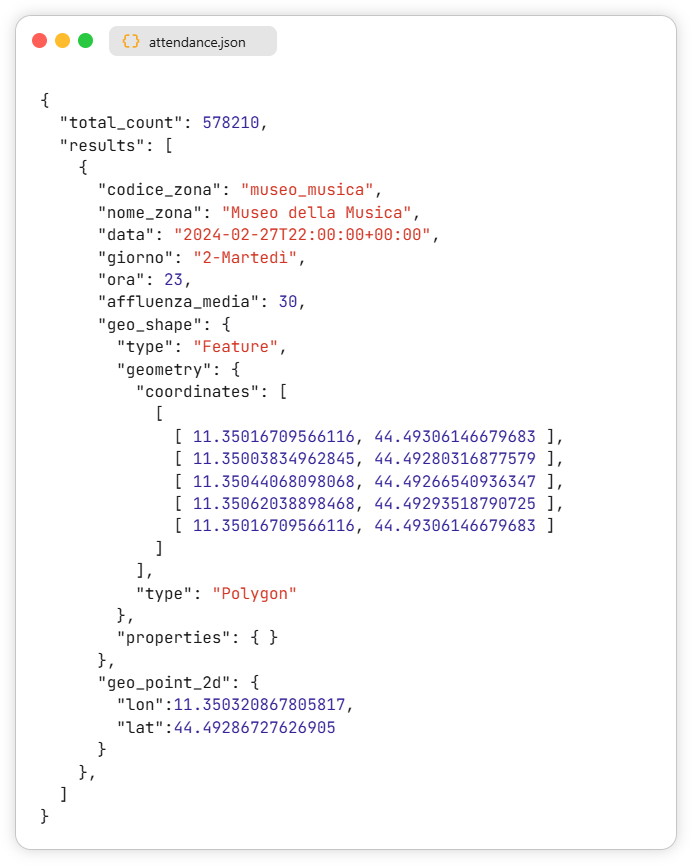 {} attendance.json
{
  "total_count": 578210,
  "results": [
    {
      "codice_zona": "museo_musica",
      "nome_zona": "Museo della Musica",
      "data": "2024-02-27T22:00:00+00:00",
      "giorno": "2-Martedì",
      "ora": 23,
      "affluenza_media": 30,
      "geo_shape": {
        "type": "Feature",
        "geometry": {
          "coordinates": [
            [
              [ 11.35016709566116, 44.49306146679683 ],
              [ 11.35003834962845, 44.49280316877579 ],
              [ 11.35044068098068, 44.49266540936347 ],
              [ 11.35062038898468, 44.49293518790725 ],
              [ 11.35016709566116, 44.49306146679683 ]
            ]
          ],
          "type": "Polygon"
        },
        "properties": { }
      },
      "geo_point_2d": {
        "lon":11.350320867805817,
        "lat":44.49286727626905
      }
    },
  ]
}